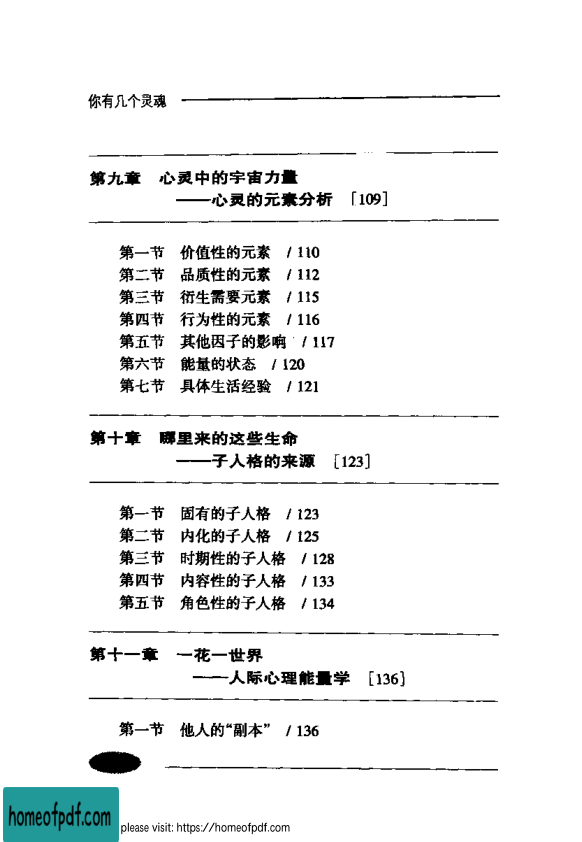 你有几个灵魂
第九章 心灵中的宇宙力量
——心灵的元素分析 [109]
第一节 价值性的元素 / 110
第二节 品质性的元素 / 112
第三节 衍生需要元素 / 115
第四节 行为性的元素 / 116
第五节 其他因子的影响 / 117
第六节 能量的状态 / 120
第七节 具体生活经验 / 121
第十章 哪里来的这些生命
——子人格的来源 [123]
第一节 固有的子人格 / 123
第二节 内化的子人格 / 125
第三节 时期性的子人格 / 128
第四节 内容性的子人格 / 133
第五节 角色性的子人格 / 134
第十一章 一花一世界
——人际心理能量学 [136]
第一节 他人的“副本” / 136
homeofpdf.com
please visit: https://homeofpdf.com